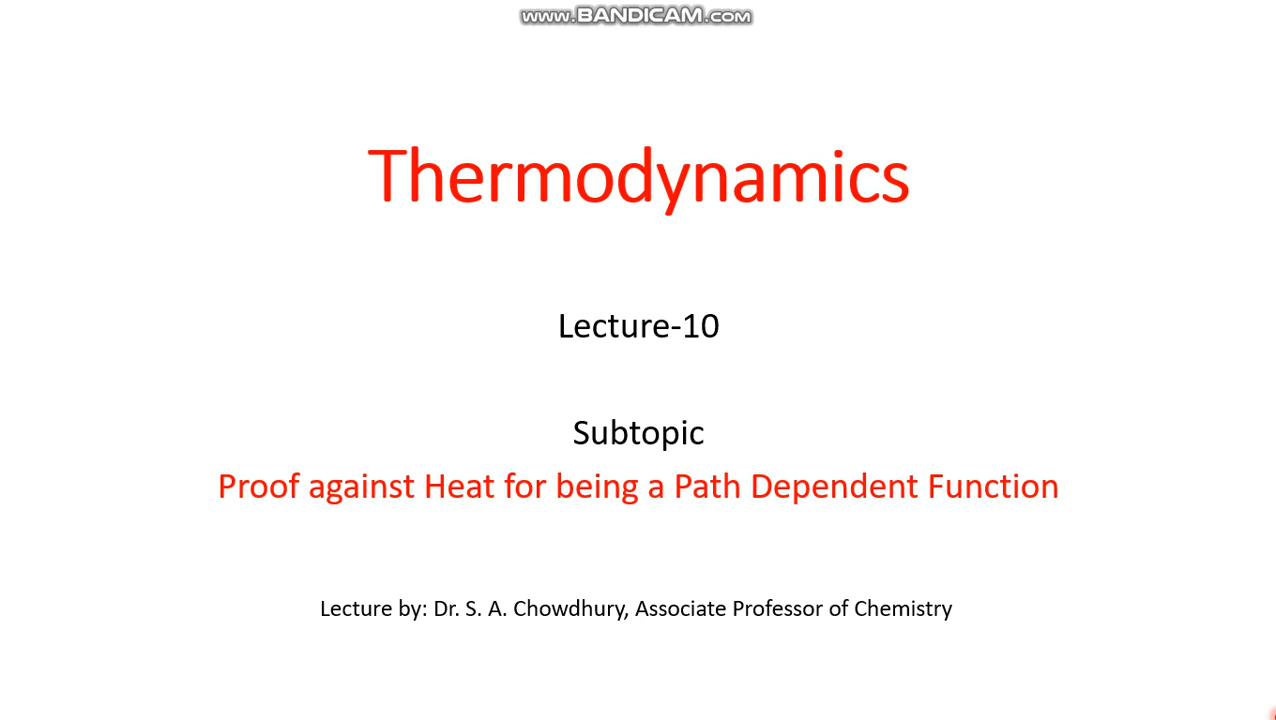 www.BANDICAM.com
Thermodynamics
Lecture-10
Subtopic
Proof against Heat for being a Path Dependent Function
Lecture by: Dr. S. A. Chowdhury, Associate Professor of Chemistry